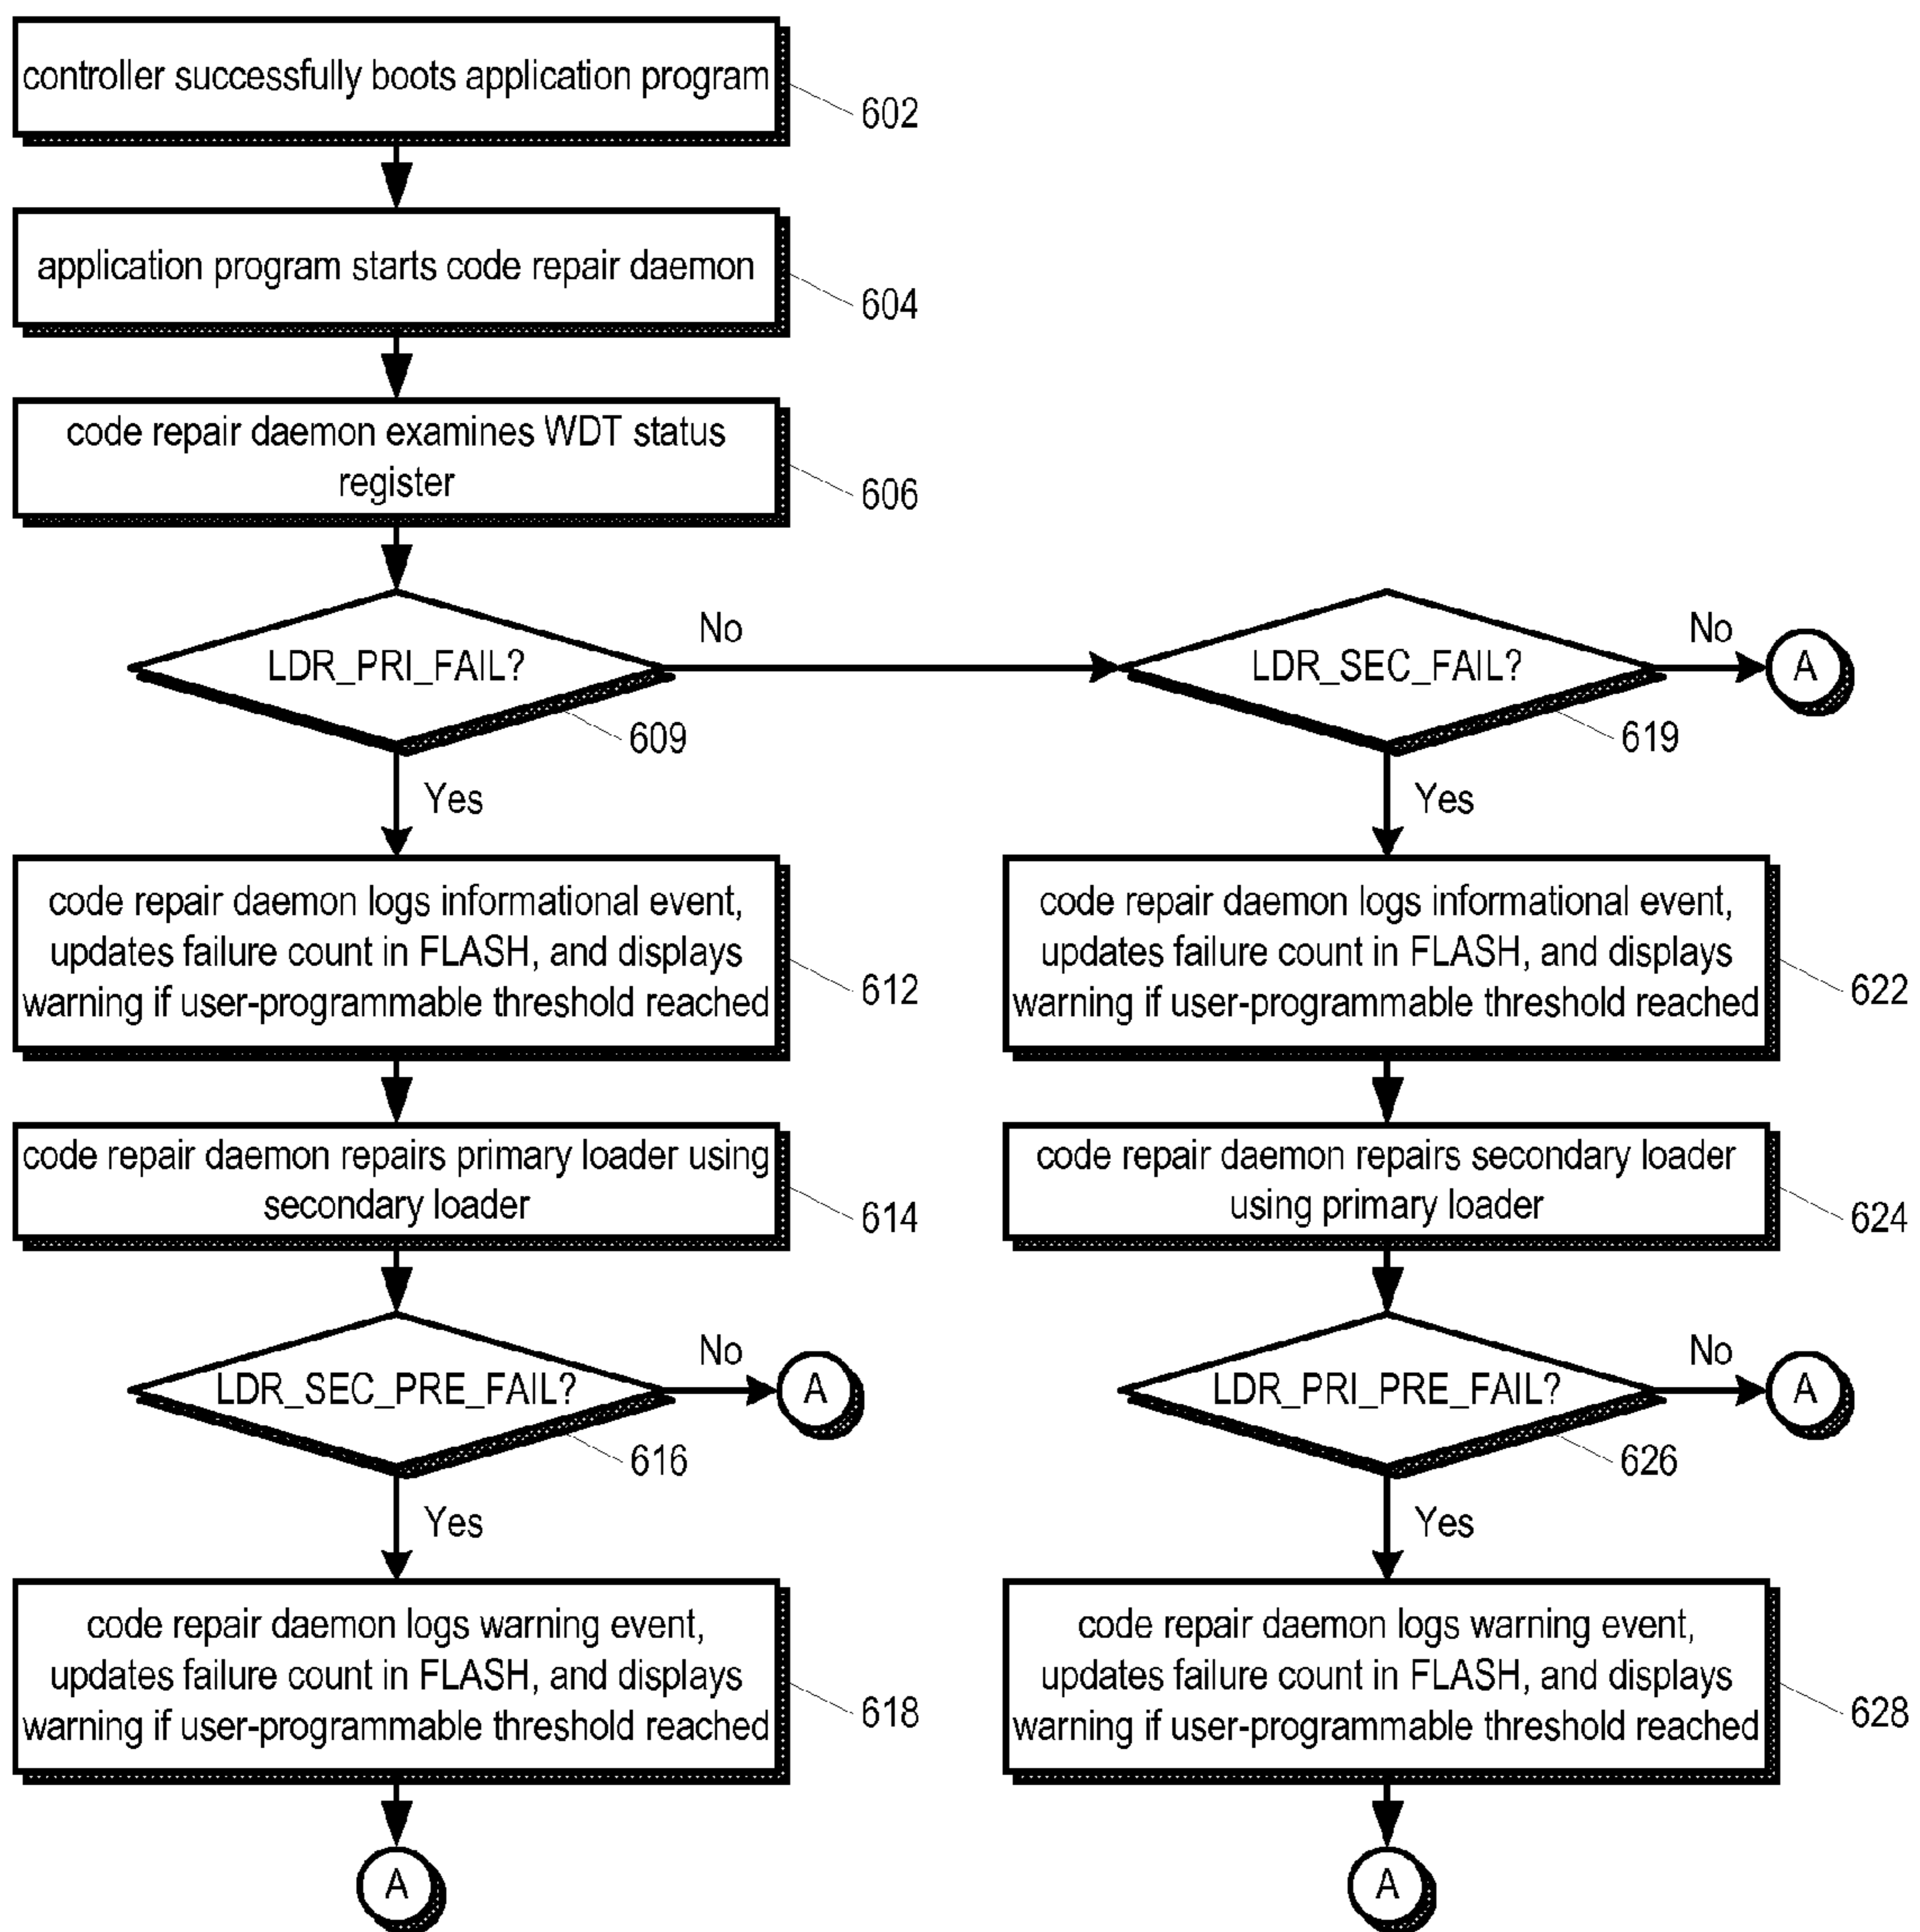 controller successfully boots application program
602
application program starts code repair daemon
604
code repair daemon examines WDT status
register
606
LDR_PRI_FAIL?
No
609
Yes
LDR_SEC_FAIL?
No
A
619
Yes
code repair daemon logs informational event,
updates failure count in FLASH, and displays
warning if user-programmable threshold reached
612
code repair daemon logs informational event,
updates failure count in FLASH, and displays
warning if user-programmable threshold reached
622
code repair daemon repairs primary loader using
secondary loader
614
code repair daemon repairs secondary loader
using primary loader
624
LDR_SEC_PRE_FAIL?
No
A
616
Yes
LDR_PRI_PRE_FAIL?
No
A
626
Yes
code repair daemon logs warning event,
updates failure count in FLASH, and displays
warning if user-programmable threshold reached
618
code repair daemon logs warning event,
updates failure count in FLASH, and displays
warning if user-programmable threshold reached
628
A
A